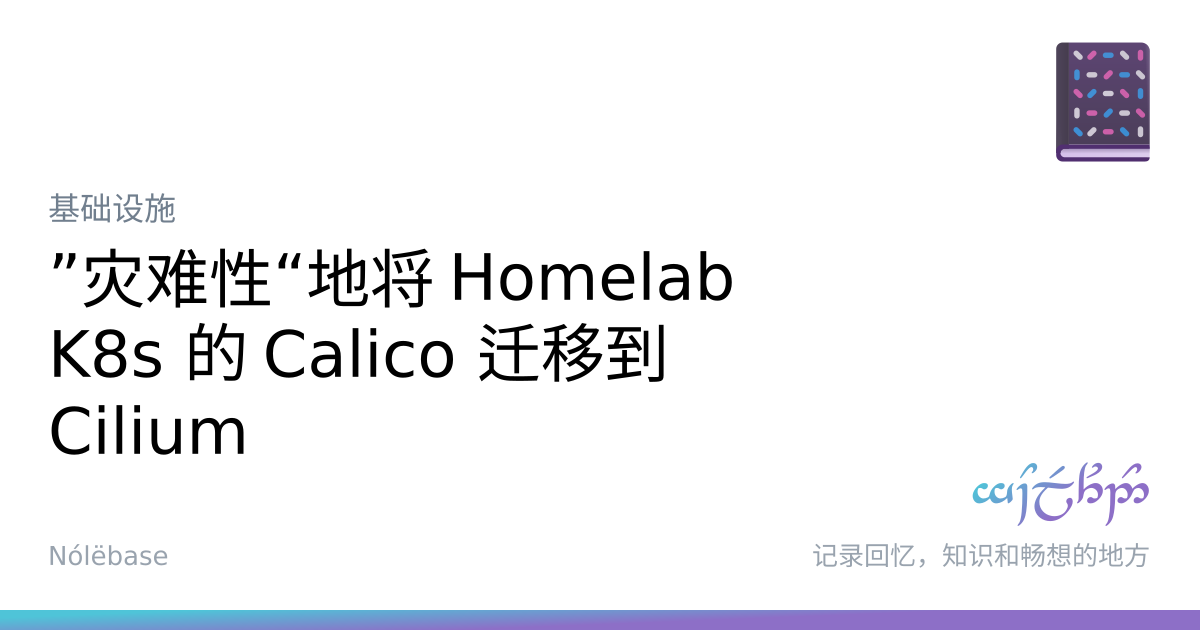 基础设施
”灾难性“地将 Homelab
K8s 的 Calico 迁移到
Cilium
Nólëbase
记录回忆，知识和畅想的地方